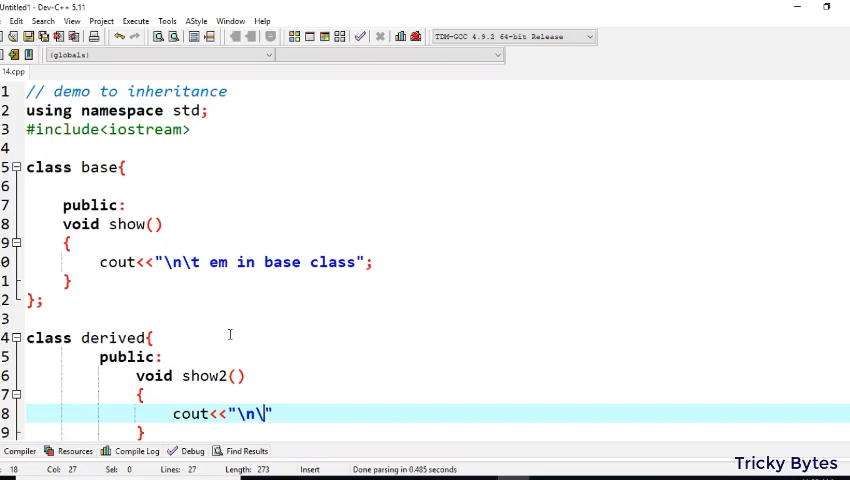 Untitled1] - Dev-C++ 5.11
Edit Search View Project Execute Tools AStyle Window Help
TDM-GCC 4.9.2 64-bit Release
(globals)
14.cpp
1 // demo to inheritance
2 using namespace std;
3 #include<iostream>
4
5 class base{
6
7 public:
8 void show()
9 {
0 cout<<"\n\t em in base class";
1 }
2 };
3
4 class derived{
5 public:
6 void show2()
7 {
8 cout<<"\n\"
9 }
Compiler Resources Compile Log Debug Find Results
18 Col: 27 Sel: 0 Lines: 27 Length: 273 Insert Done parsing in 0.485 seconds
Tricky Bytes